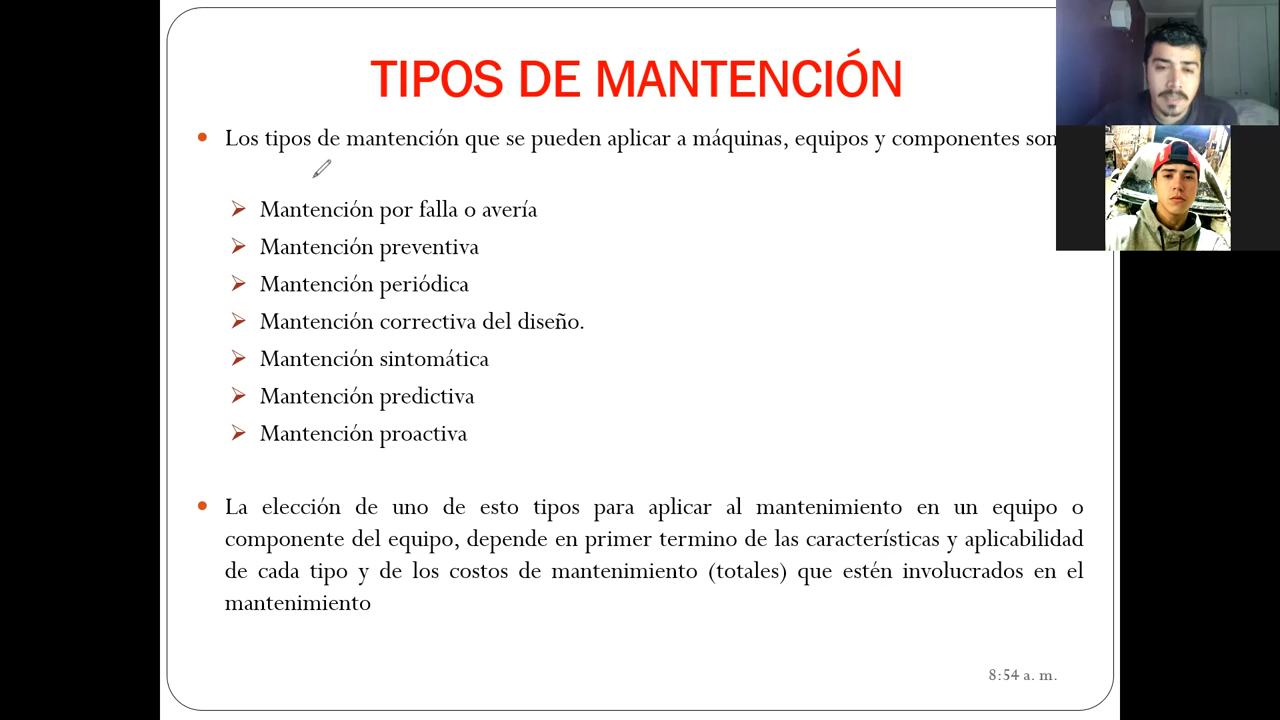 TIPOS DE MANTENCIÓN
Los tipos de mantención que se pueden aplicar a máquinas, equipos y componentes son
Mantención por falla o avería
Mantención preventiva
Mantención periódica
Mantención correctiva del diseño.
Mantención sintomática
Mantención predictiva
Mantención proactiva
La elección de uno de esto tipos para aplicar al mantenimiento en un equipo o
componente del equipo, depende en primer termino de las características y aplicabilidad
de cada tipo y de los costos de mantenimiento (totales) que estén involucrados en el
mantenimiento
8:54 a. m.